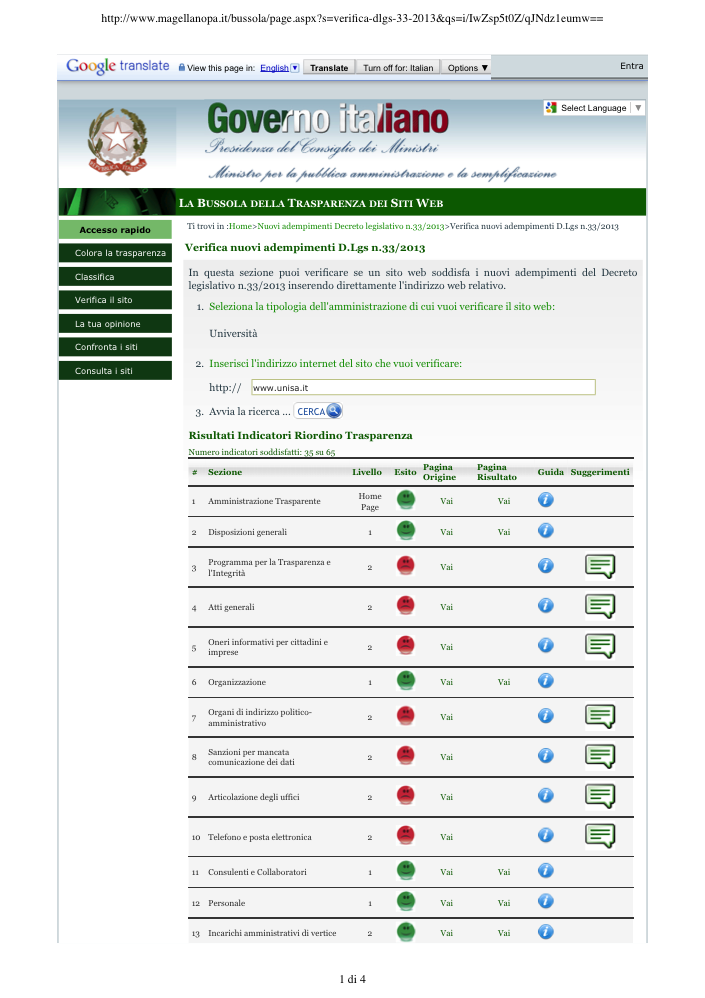 http://www.magellanopa.it/bussola/page.aspx?s=verifica-dlgs-33-2013&qs=i/IwZsp5t0Z/qJNdz1eumw==
Google translate View this page in: English Translate Turn off for: Italian Options ▼
Entra
Select Language ▼
Governo italiano
Presidenza del Consiglio dei Ministri
Ministro per la pubblica amministrazione e la semplificazione
La Bussola della Trasparenza dei Siti Web
Accesso rapido
Colora la trasparenza
Classifica
Verifica il sito
La tua opinione
Confronta i siti
Consulta i siti
Ti trovi in :Home>Nuovi adempimenti Decreto legislativo n.33/2013>Verifica nuovi adempimenti D.Lgs n.33/2013
Verifica nuovi adempimenti D.Lgs n.33/2013
In questa sezione puoi verificare se un sito web soddisfa i nuovi adempimenti del Decreto
legislativo n.33/2013 inserendo direttamente l'indirizzo web relativo.
1. Seleziona la tipologia dell'amministrazione di cui vuoi verificare il sito web:
Università
2. Inserisci l'indirizzo internet del sito che vuoi verificare:
http:// www.unisa.it
3. Avvia la ricerca ... CERCA
Risultati Indicatori Riordino Trasparenza
Numero indicatori soddisfatti: 35 su 65
# Sezione Livello Esito Pagina Origine Pagina Risultato Guida Suggerimenti
1 Amministrazione Trasparente Home Page Vai Vai
2 Disposizioni generali 1 Vai Vai
3 Programma per la Trasparenza e l'Integrità 2 Vai
4 Atti generali 2 Vai
5 Oneri informativi per cittadini e imprese 2 Vai
6 Organizzazione 1 Vai Vai
7 Organi di indirizzo politico-amministrativo 2 Vai
8 Sanzioni per mancata comunicazione dei dati 2 Vai
9 Articolazione degli uffici 2 Vai
10 Telefono e posta elettronica 2 Vai
11 Consulenti e Collaboratori 1 Vai Vai
12 Personale 1 Vai Vai
13 Incarichi amministrativi di vertice 2 Vai Vai
1 di 4